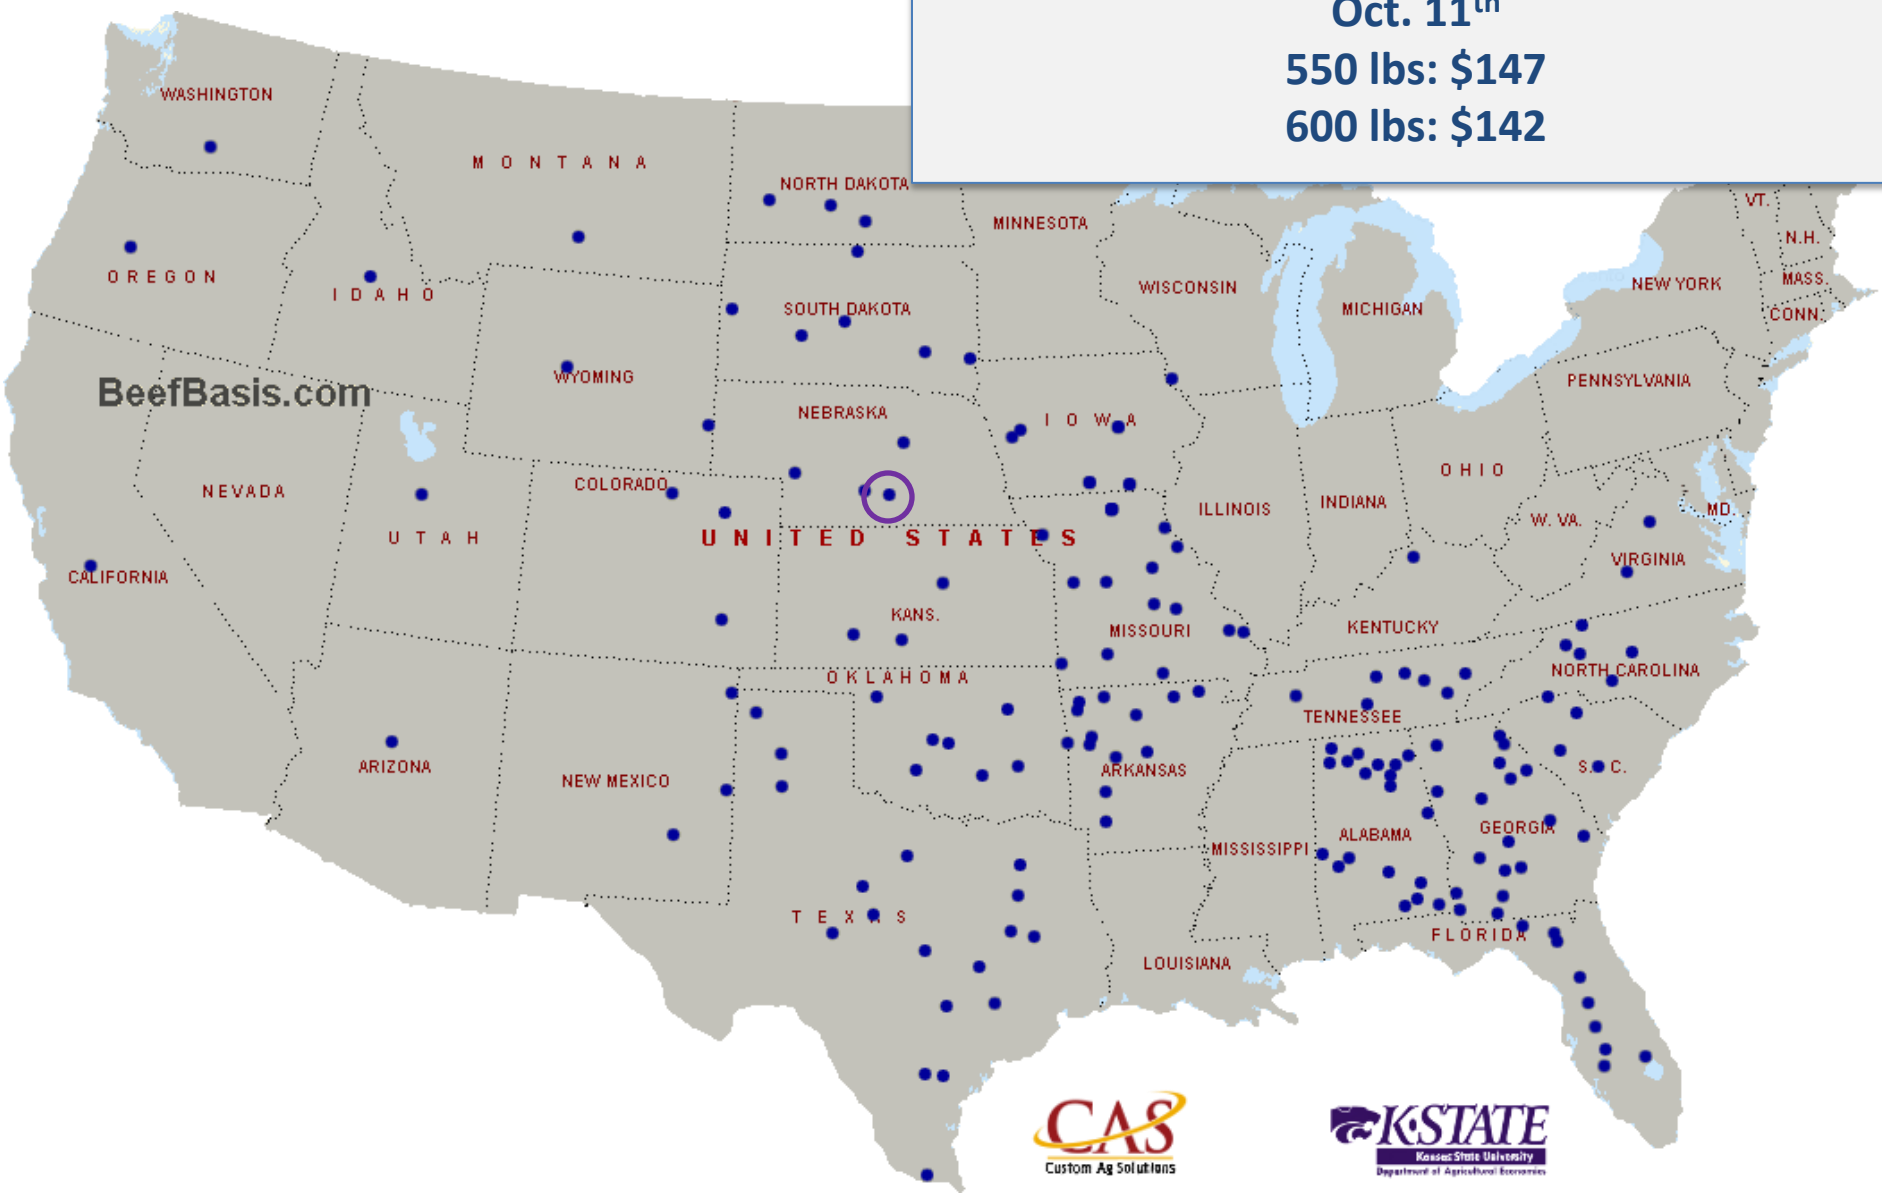 Oct. 11th
550 lbs: $147
600 lbs: $142
WASHINGTON
MONTANA
NORTH DAKOTA
MINNESOTA
VT.
N.H.
OREGON
IDAHO
WISCONSIN
NEW YORK
MASS.
SOUTH DAKOTA
MICHIGAN
CONN.
WYOMING
BeefBasis.com
PENNSYLVANIA
NEBRASKA
IOWA
OHIO
NEVADA
COLORADO
ILLINOIS
INDIANA
MD.
W. VA.
UTAH
UNITED STATES
VIRGINIA
CALIFORNIA
KANS.
MISSOURI
KENTUCKY
OKLAHOMA
NORTH CAROLINA
TENNESSEE
ARIZONA
NEW MEXICO
ARKANSAS
S. C.
MISSISSIPPI
ALABAMA
GEORGIA
TEXAS
FLORIDA
LOUISIANA
CAS
Custom Ag Solutions
K-STATE
Kansas State University
Department of Agricultural Economics